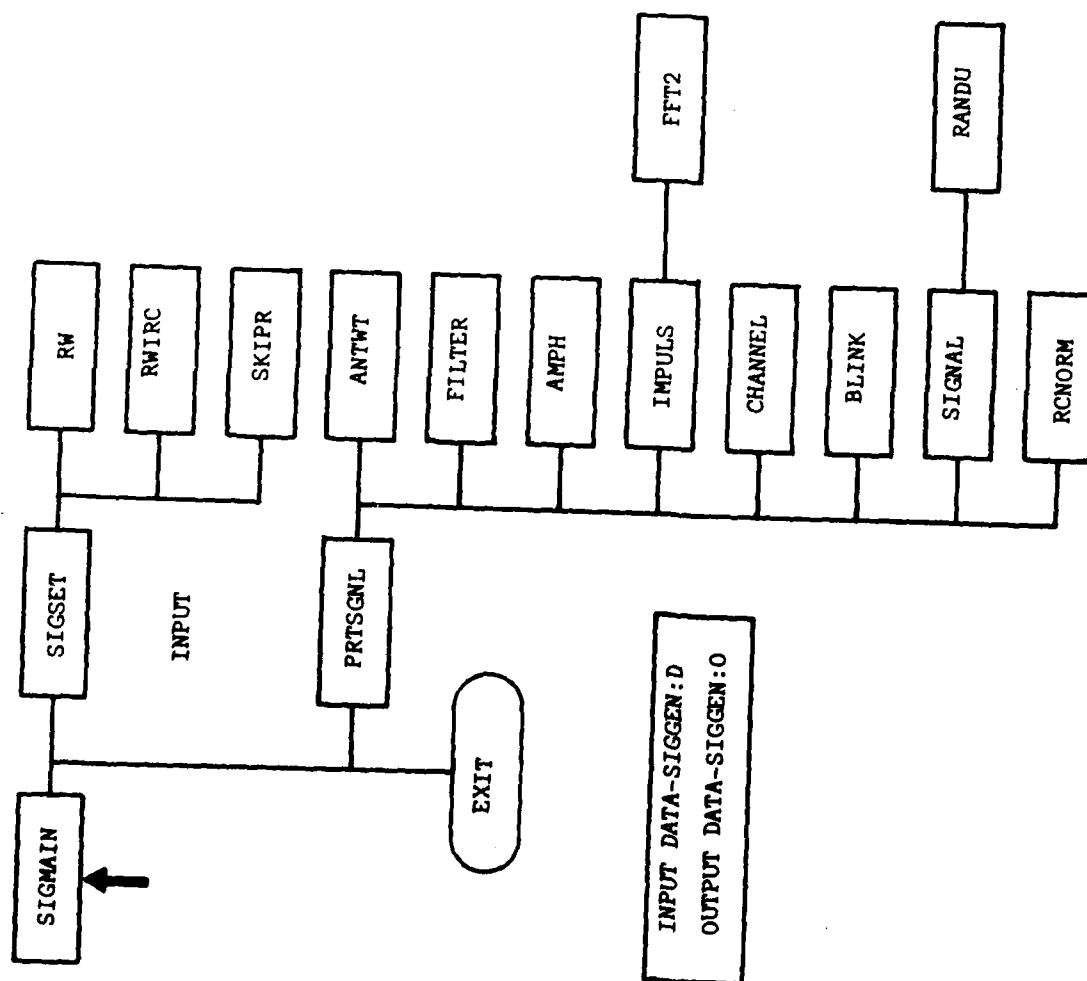 SIGMAIN
SIGSET
RW
RWIRC
SKIPR
INPUT
PRTSGNL
ANTWT
FILTER
AMPH
IMPULS
FFT2
CHANNEL
BLINK
SIGNAL
RANDU
RCNORM
EXIT
INPUT DATA-SIGGEN:D
OUTPUT DATA-SIGGEN:O